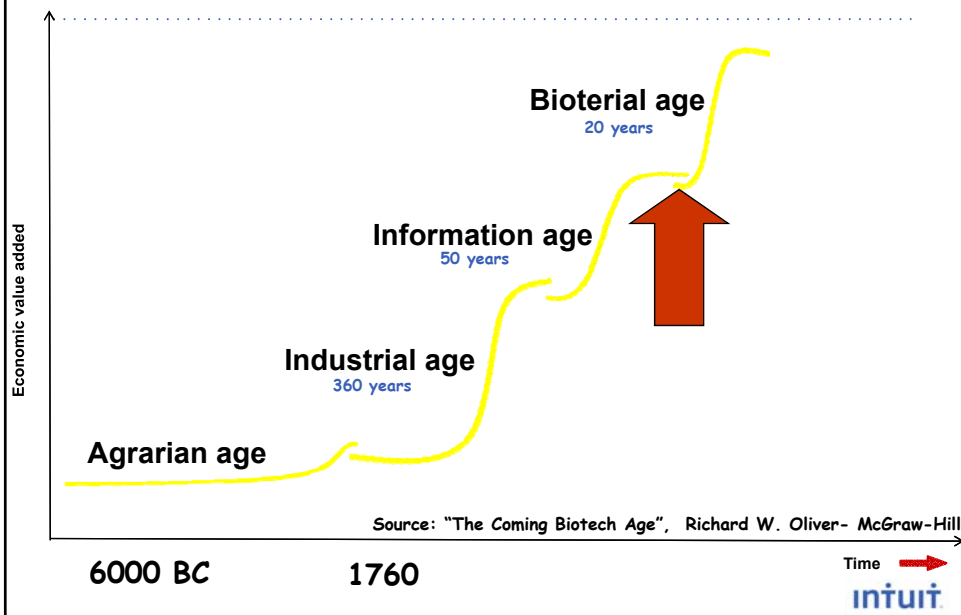 Bioterial age
20 years
Information age
50 years
Economic value added
Industrial age
360 years
Agrarian age
Source: "The Coming Biotech Age", Richard W. Oliver- McGraw-Hill
6000 BC
1760
Time
intuit